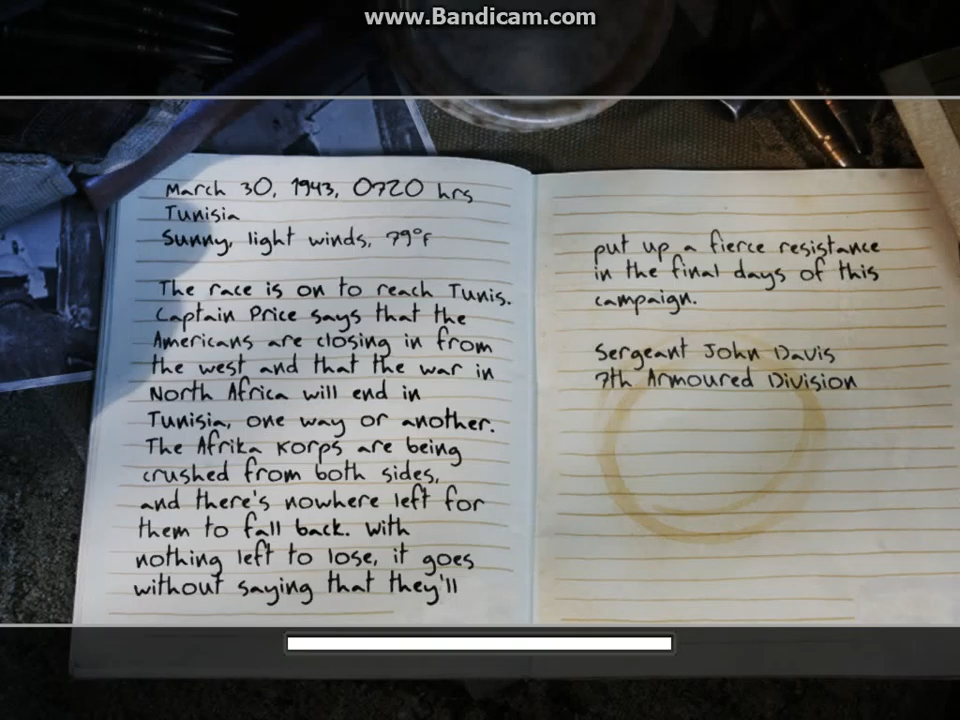 www.Bandicam.com
March 30, 1943, 0720 hrs
Tunisia
Sunny, light winds, 79°F
The race is on to reach Tunis.
Captain Price says that the
Americans are closing in from
the west and that the war in
North Africa will end in
Tunisia, one way or another.
The Afrika Korps are being
crushed from both sides,
and there's nowhere left for
them to fall back. With
nothing left to lose, it goes
without saying that they'll
put up a fierce resistance
in the final days of this
campaign.
Sergeant John Davis
7th Armoured Division